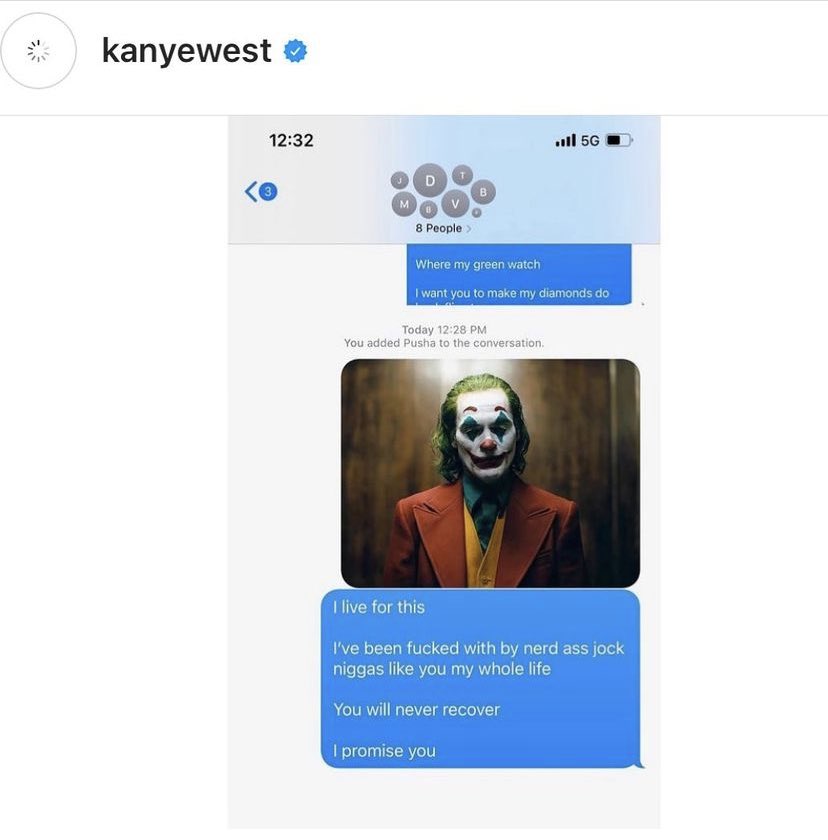 kanyewest
12:32
5G
3
J
D
T
M
B
V
B
8 People >
Where my green watch
I want you to make my diamonds do
Today 12:28 PM
You added Pusha to the conversation.
I live for this
I've been fucked with by nerd ass jock
niggas like you my whole life
You will never recover
I promise you